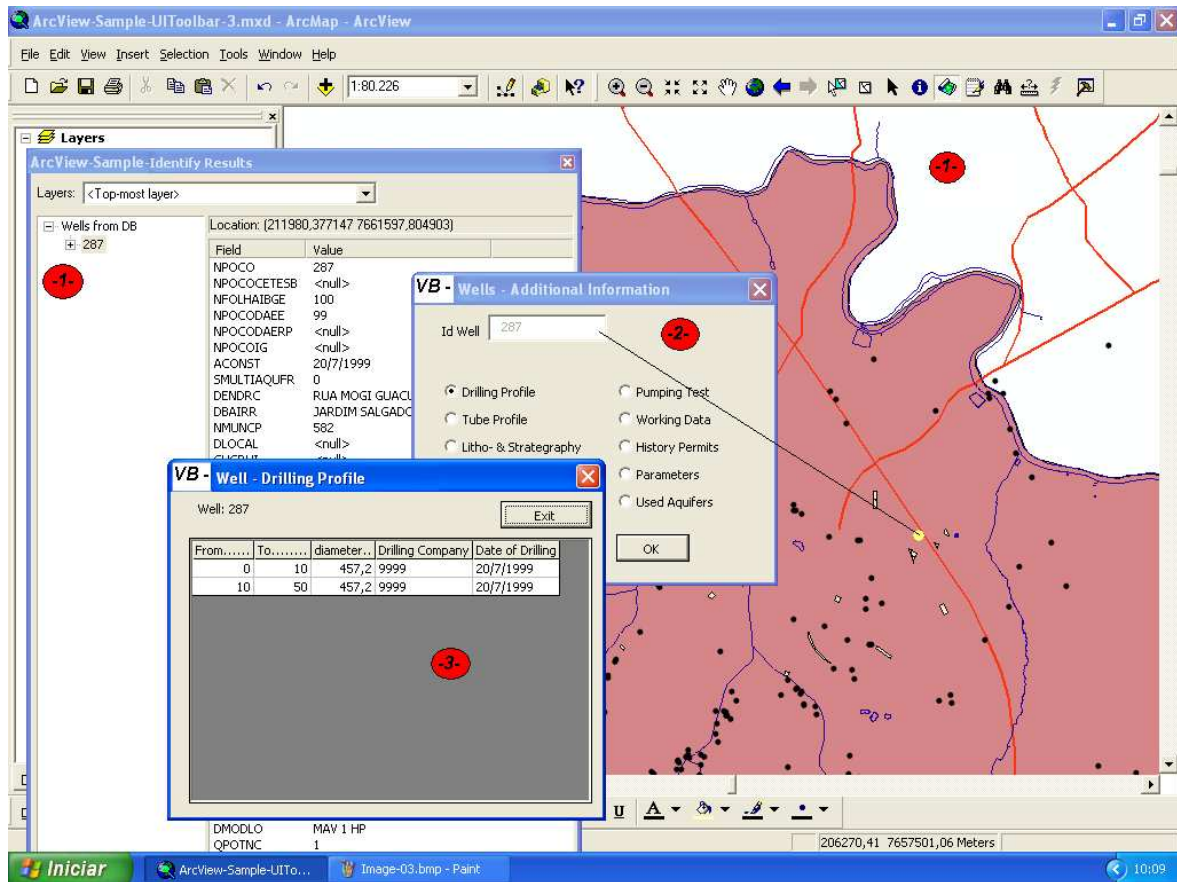 ArcView-Sample-UIToolbar-3.mxd - ArcMap - ArcView
File Edit View Insert Selection Tools Window Help
1:80.226
Layers
ArcView-Sample-Identify Results
Layers: <Top-most layer>
Wells from DB
287
Location: (211980,377147 7661597,804903)
Field Value
NPOCO 287
NPOCOCETESB <null>
NFOLHAIBGE 100
NPOCODAEE 99
NPOCODAERP <null>
NPOCOIG <null>
ACONST 20/7/1999
SMULTIAQUFR 0
DENDRC RUA MOGI GUACU
DBAIRR JARDIM SALGADO
NMUNCP 582
DLOCAL <null>
-1-
-1-
VB - Wells - Additional Information
Id Well 287
-2-
Drilling Profile Pumping Test
Tube Profile Working Data
Litho- & Strategraphy History Permits
Parameters
Used Aquifers
OK
VB - Well - Drilling Profile
Well: 287
Exit
From...... To........ diameter.. Drilling Company Date of Drilling
0 10 457,2 9999 20/7/1999
10 50 457,2 9999 20/7/1999
-3-
DMODLO MAV 1 HP
QPOTNC 1
U A
206270,41 7657501,06 Meters
Iniciar ArcView-Sample-UITo... Image-03.bmp - Paint 10:09